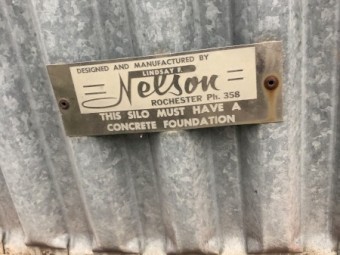 DESIGNED AND MANUFACTURED BY
LINDSAY F.
Nelson
ROCHESTER Ph. 358
THIS SILO MUST HAVE A
CONCRETE FOUNDATION